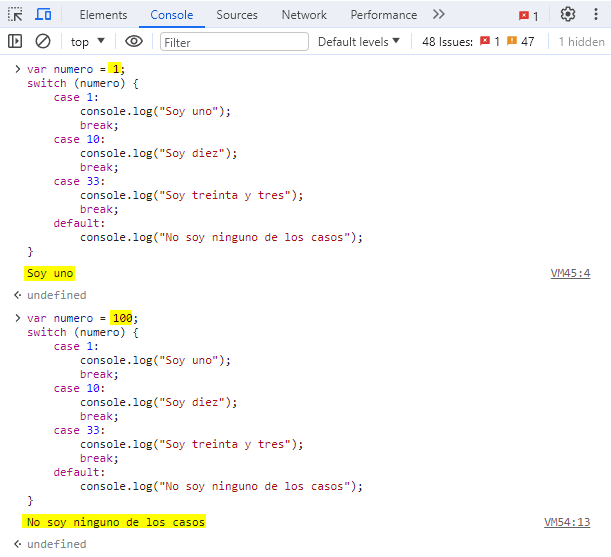 Elements Console Sources Network Performance 1
top Filter Default levels 48 Issues: 1 47 1 hidden
> var numero = 1;
switch (numero) {
    case 1:
        console.log("Soy uno");
        break;
    case 10:
        console.log("Soy diez");
        break;
    case 33:
        console.log("Soy treinta y tres");
        break;
    default:
        console.log("No soy ninguno de los casos");
}
Soy uno VM45:4
undefined
> var numero = 100;
switch (numero) {
    case 1:
        console.log("Soy uno");
        break;
    case 10:
        console.log("Soy diez");
        break;
    case 33:
        console.log("Soy treinta y tres");
        break;
    default:
        console.log("No soy ninguno de los casos");
}
No soy ninguno de los casos VM54:13
undefined